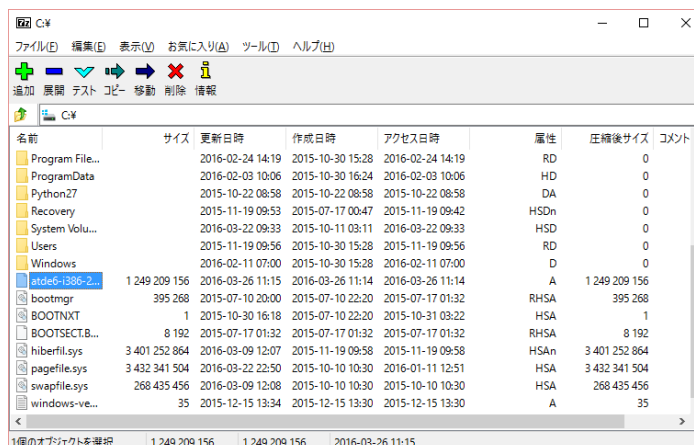 C:¥
ファイル(F) 編集(E) 表示(V) お気に入り(A) ツール(T) ヘルプ(H)
追加 展開 テスト コピー 移動 削除 情報
C:¥
名前 サイズ 更新日時 作成日時 アクセス日時 属性 圧縮後サイズ コメント
Program File... 2016-02-24 14:19 2015-10-30 15:28 2016-02-24 14:19 RD 0
ProgramData 2016-02-03 10:06 2015-10-30 16:24 2016-02-03 10:06 HD 0
Python27 2015-10-22 08:58 2015-10-22 08:58 2015-10-22 08:58 DA 0
Recovery 2015-11-19 09:53 2015-07-17 00:47 2015-11-19 09:42 HSDn 0
System Volu... 2016-03-22 09:33 2015-10-11 03:11 2016-03-22 09:33 HSD 0
Users 2015-11-19 09:56 2015-10-30 15:28 2015-11-19 09:56 RD 0
Windows 2016-02-11 07:00 2015-10-30 15:28 2016-02-11 07:00 D 0
atde6-i386-2... 1 249 209 156 2016-03-26 11:15 2016-03-26 11:14 2016-03-26 11:14 A 1 249 209 156
bootmgr 395 268 2015-07-10 20:00 2015-07-10 22:20 2015-07-17 01:32 RHSA 395 268
BOOTNXT 1 2015-10-30 16:18 2015-07-10 22:20 2015-10-31 03:22 HSA 1
BOOTSECT.B... 8 192 2015-07-17 01:32 2015-07-17 01:32 2015-07-17 01:32 RHSA 8 192
hiberfil.sys 3 401 252 864 2016-03-09 12:07 2015-11-19 09:58 2015-11-19 09:58 HSAn 3 401 252 864
pagefile.sys 3 432 341 504 2016-03-22 22:50 2015-10-10 10:30 2016-01-11 12:51 HSA 3 432 341 504
swapfile.sys 268 435 456 2016-03-09 12:08 2015-10-10 10:30 2015-10-10 10:30 HSA 268 435 456
windows-ve... 35 2015-12-15 13:34 2015-12-15 13:34 2015-12-15 13:34 A 35
1個のオブジェクトを選択 1 249 209 156 1 249 209 156 2016-03-26 11:15